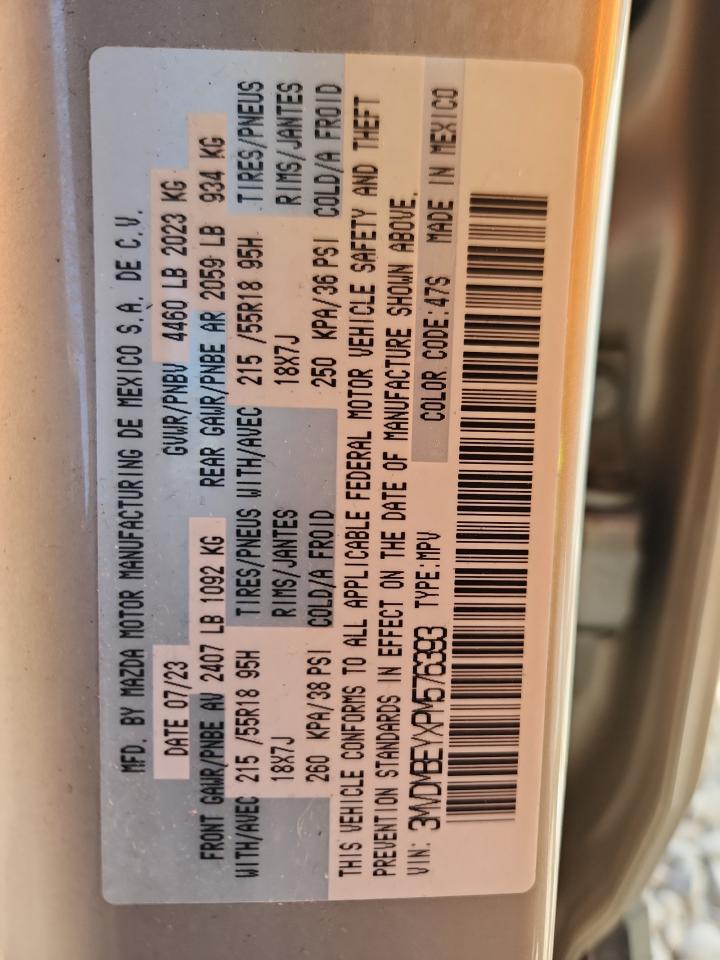 MFD. BY MAZDA MOTOR MANUFACTURING DE MEXICO S.A. DE C.V.
DATE 07/23 GVWR/PNBV 4460 LB 2023 KG
FRONT GAWR/PNBE AV 2407 LB 1092 KG REAR GAWR/PNBE AR 2059 LB 934 KG
WITH/AVEC 215 /55R18 95H TIRES/PNEUS WITH/AVEC 215 /55R18 95H TIRES/PNEUS
18X7J RIMS/JANTES 18X7J RIMS/JANTES
260 KPA/38 PSI COLD/A FROID 250 KPA/36 PSI COLD/A FROID
THIS VEHICLE CONFORMS TO ALL APPLICABLE FEDERAL MOTOR VEHICLE SAFETY AND THEFT
PREVENTION STANDARDS IN EFFECT ON THE DATE OF MANUFACTURE SHOWN ABOVE.
VIN: 3MVDMBEYXPM576393 TYPE:MPV COLOR CODE:47S MADE IN MEXICO